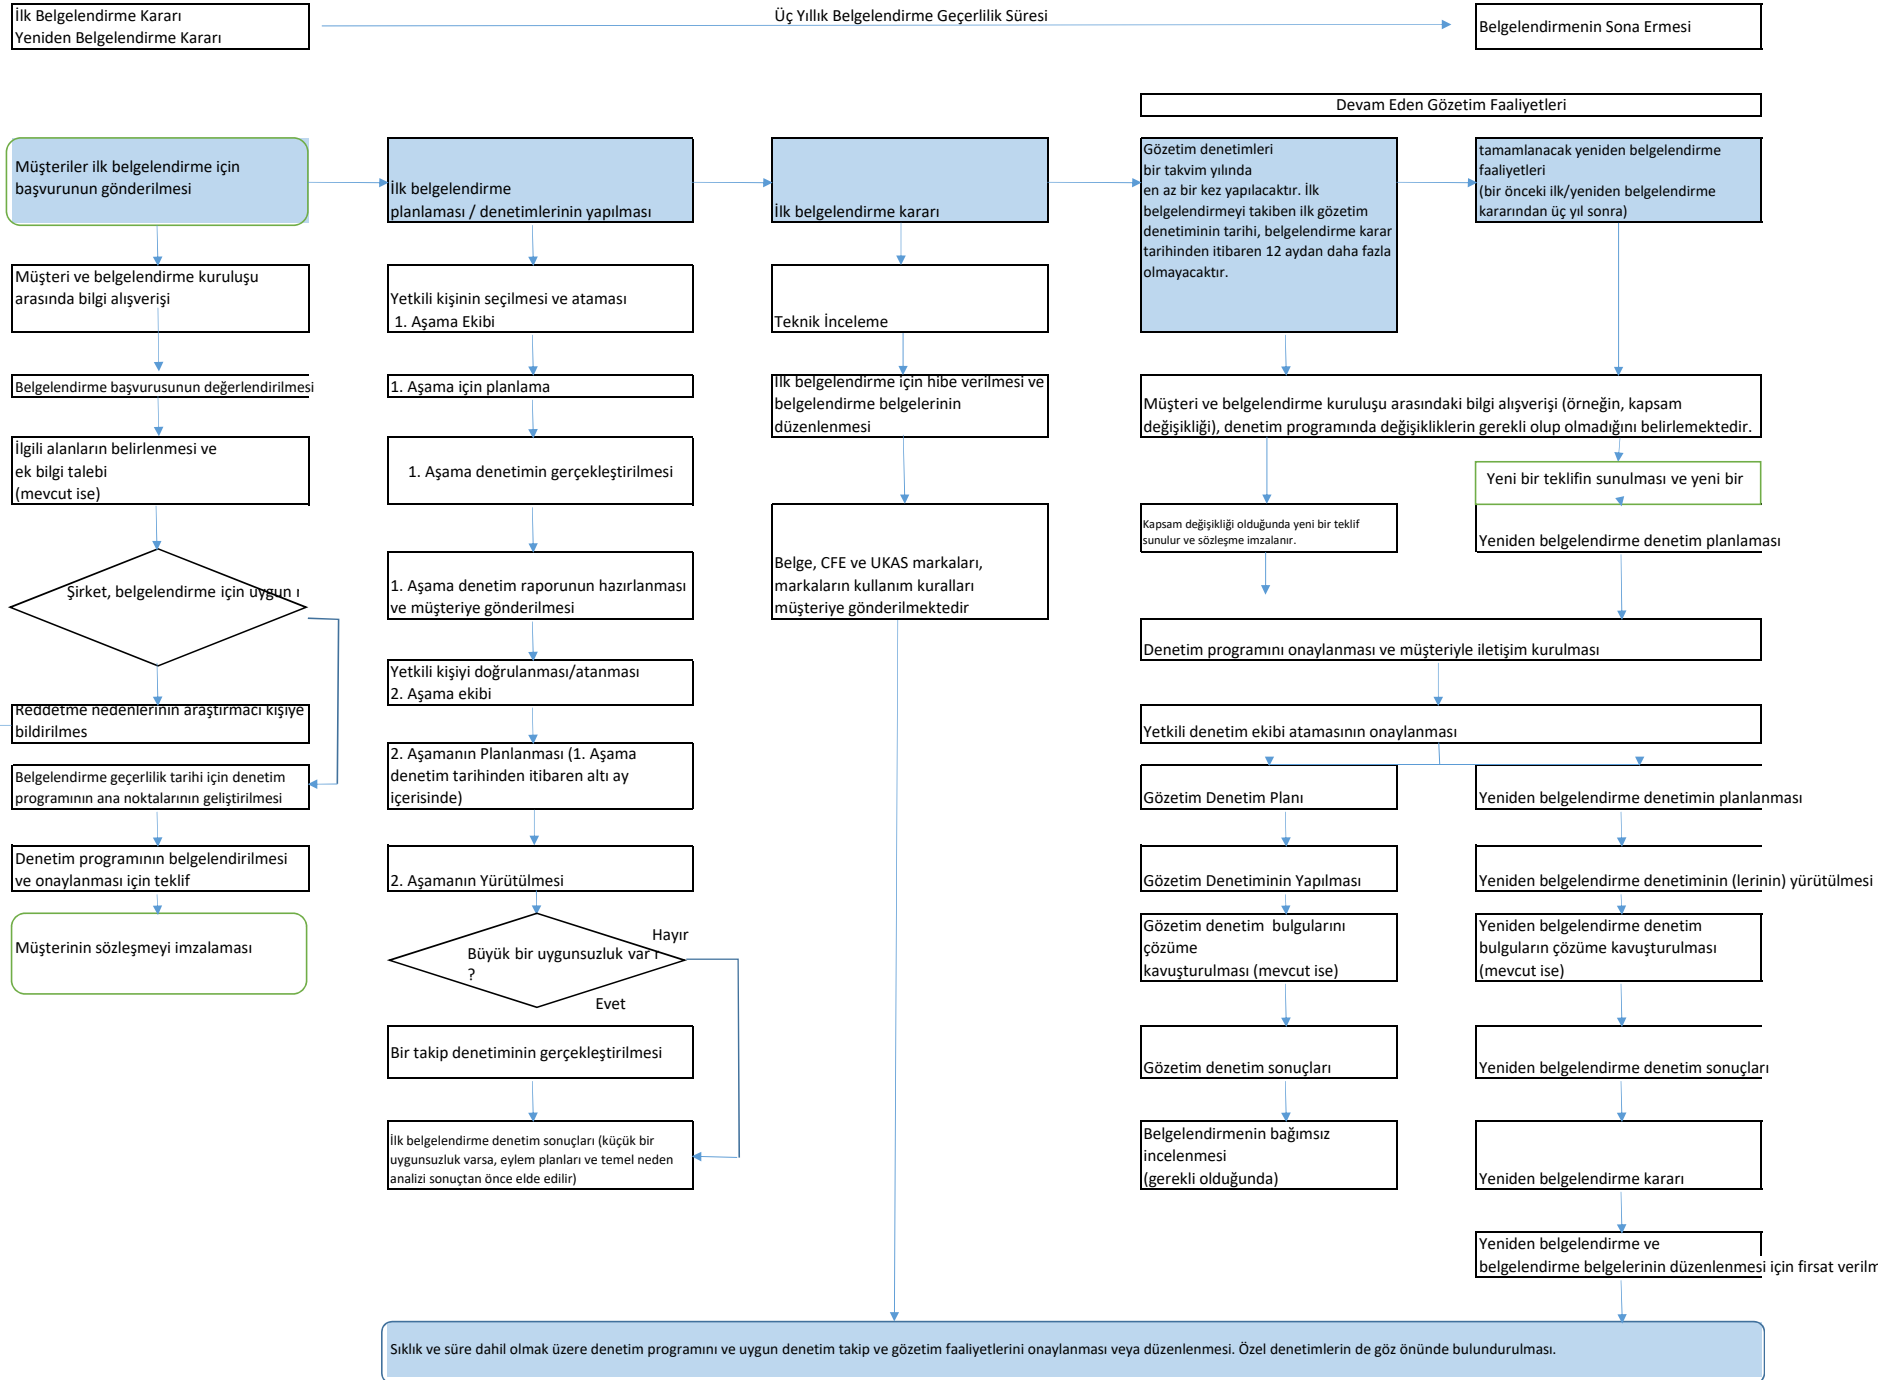 İlk Belgelendirme Kararı
Yeniden Belgelendirme Kararı
Üç Yıllık Belgelendirme Geçerlilik Süresi
Belgelendirmenin Sona Ermesi
Devam Eden Gözetim Faaliyetleri
Müşteriler ilk belgelendirme için
başvurunun gönderilmesi
Müşteri ve belgelendirme kuruluşu
arasında bilgi alışverişi
Belgelendirme başvurusunun değerlendirilmesi
İlgili alanların belirlenmesi ve
ek bilgi talebi
(mevcut ise)
Şirket, belgelendirme için uygun
Reddetme nedenlerinin araştırmacı kişiye
bildirilmes
Belgelendirme geçerlilik tarihi için denetim
programının ana noktalarının geliştirilmesi
Denetim programının belgelendirilmesi
ve onaylanması için teklif
Müşterinin sözleşmeyi imzalaması
İlk belgelendirme
planlaması / denetimlerinin yapılması
Yetkili kişinin seçilmesi ve ataması
1. Aşama Ekibi
1. Aşama için planlama
1. Aşama denetimin gerçekleştirilmesi
1. Aşama denetim raporunun hazırlanması
ve müşteriye gönderilmesi
Yetkili kişiyi doğrulanması/atanması
2. Aşama ekibi
2. Aşamanın Planlanması (1. Aşama
denetim tarihinden itibaren altı ay
içerisinde)
2. Aşamanın Yürütülmesi
Hayır
Büyük bir uygunsuzluk var
?
Evet
Bir takip denetiminin gerçekleştirilmesi
İlk belgelendirme denetim sonuçları (küçük bir
uygunsuzluk varsa, eylem planları ve temel neden
analizi sonuçtan önce elde edilir)
İlk belgelendirme kararı
Teknik İnceleme
İlk belgelendirme için hibe verilmesi ve
belgelendirme belgelerinin
düzenlenmesi
Belge, CFE ve UKAS markaları,
markaların kullanım kuralları
müşteriye gönderilmektedir
Gözetim denetimleri
bir takvim yılında
en az bir kez yapılacaktır. İlk
belgelendirmeyi takiben ilk gözetim
denetiminin tarihi, belgelendirme karar
tarihinden itibaren 12 aydan daha fazla
olmayacaktır.
tamamlanacak yeniden belgelendirme
faaliyetleri
(bir önceki ilk/yeniden belgelendirme
kararından üç yıl sonra)
Müşteri ve belgelendirme kuruluşu arasındaki bilgi alışverişi (örneğin, kapsam
değişikliği), denetim programında değişikliklerin gerekli olup olmadığını belirlemektedir.
Yeni bir teklifin sunulması ve yeni bir
Kapsam değişikliği olduğunda yeni bir teklif
sunulur ve sözleşme imzalanır.
Yeniden belgelendirme denetim planlaması
Denetim programını onaylanması ve müşteriyle iletişim kurulması
Yetkili denetim ekibi atamasının onaylanması
Gözetim Denetim Planı
Yeniden belgelendirme denetimin planlanması
Gözetim Denetiminin Yapılması
Yeniden belgelendirme denetiminin (lerinin) yürütülmesi
Gözetim denetim  bulgularını
çözüme
kavuşturulması (mevcut ise)
Yeniden belgelendirme denetim
bulguların çözüme kavuşturulması
(mevcut ise)
Gözetim denetim sonuçları
Yeniden belgelendirme denetim sonuçları
Belgelendirmenin bağımsız
incelenmesi
(gerekli olduğunda)
Yeniden belgelendirme kararı
Yeniden belgelendirme ve
belgelendirme belgelerinin düzenlenmesi için firsat
Sıklık ve süre dahil olmak üzere denetim programını ve uygun denetim takip ve gözetim faaliyetlerini onaylanması veya düzenlenmesi. Özel denetimlerin de göz önünde bulundurulması.